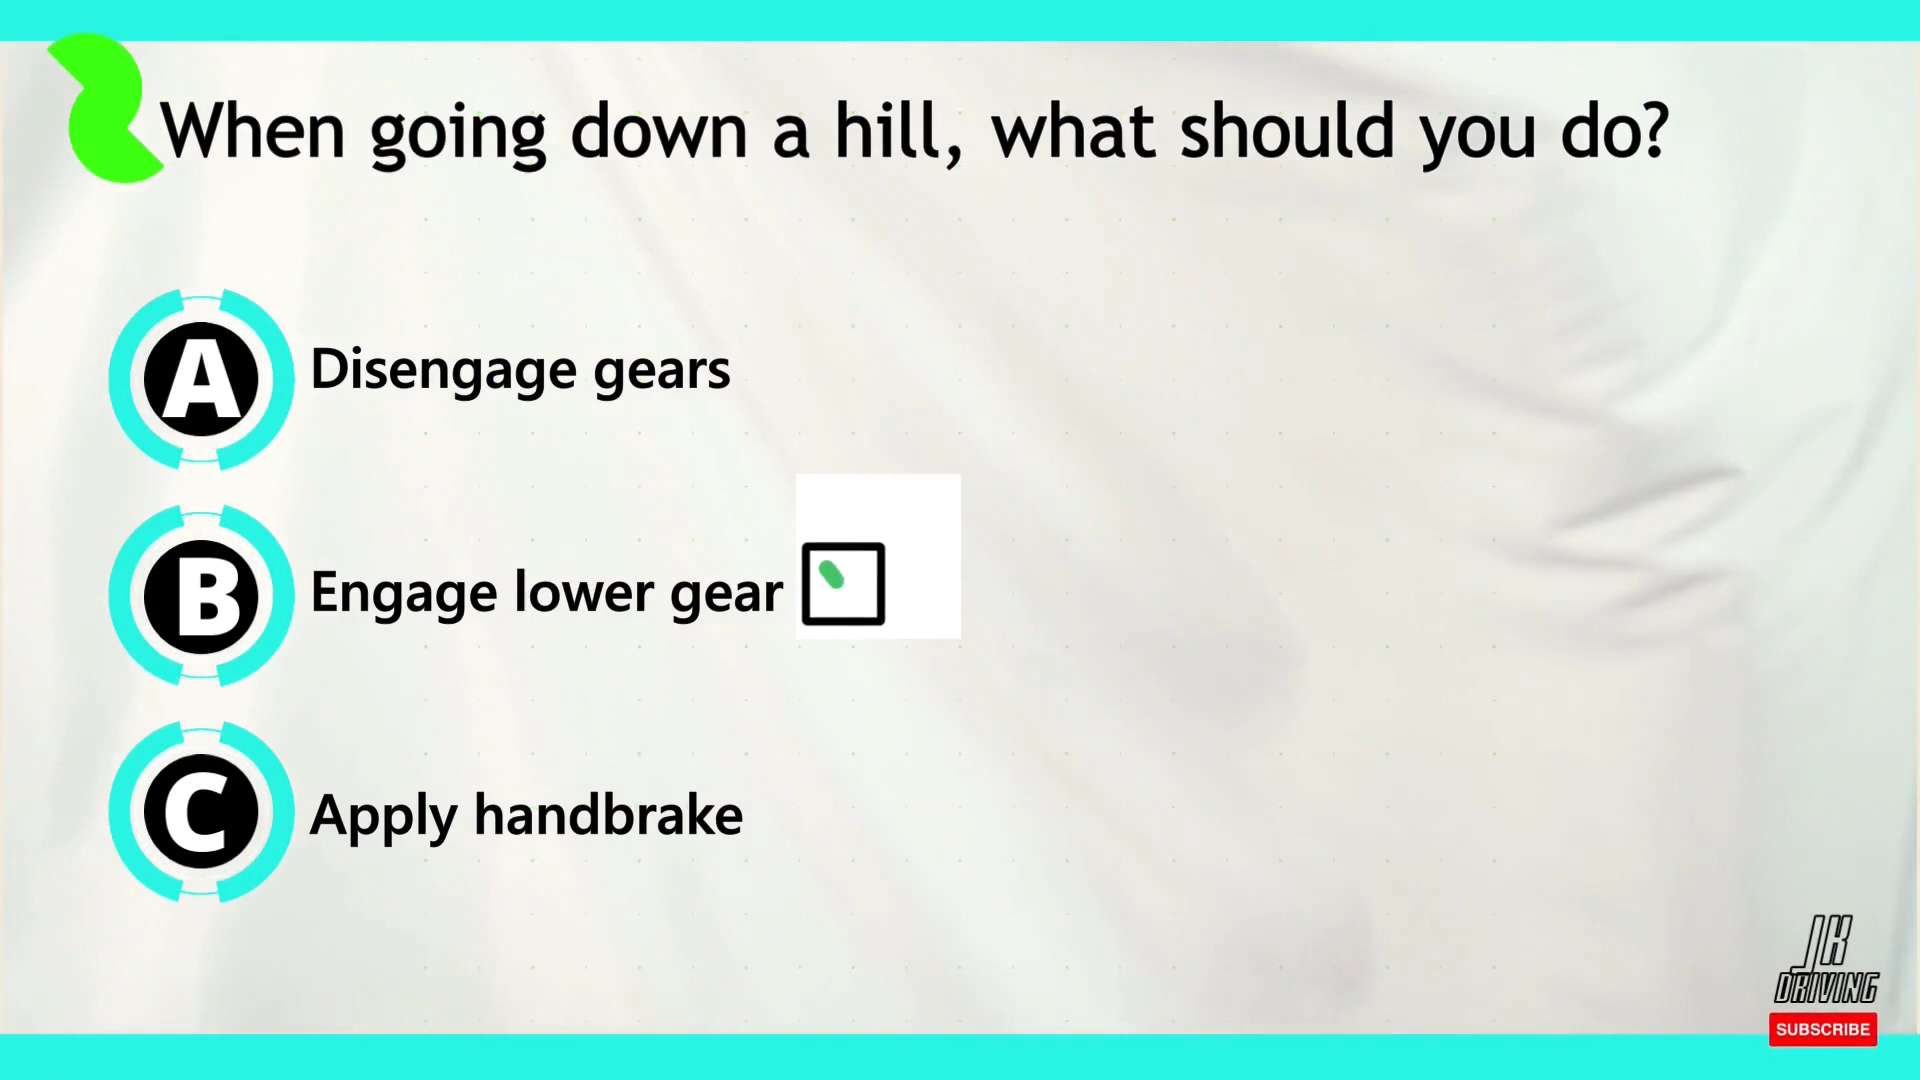 When going down a hill, what should you do?
A
Disengage gears
B
Engage lower gear
C
Apply handbrake
JK
DRIVING
SUBSCRIBE